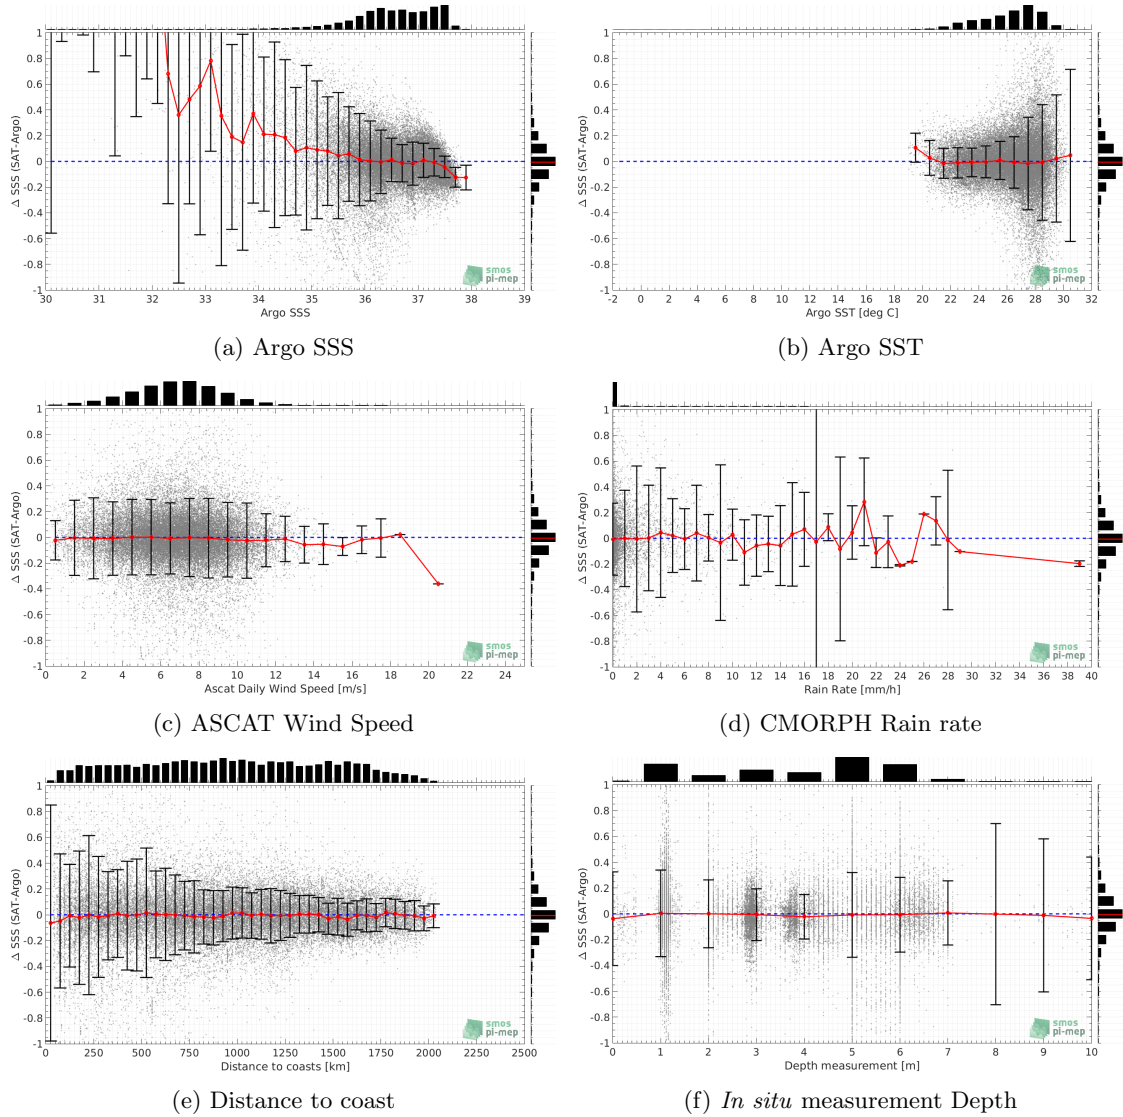 1
0.8
0.6
0.4
0.2
0
-0.2
-0.4
-0.6
-0.8
-1
Δ SSS (SAT-Argo)
30 31 32 33 34 35 36 37 38 39
Argo SSS
smos
pi-mep
(a) Argo SSS
1
0.8
0.6
0.4
0.2
0
-0.2
-0.4
-0.6
-0.8
-1
Δ SSS (SAT-Argo)
-2 0 2 4 6 8 10 12 14 16 18 20 22 24 26 28 30 32
Argo SST [deg C]
smos
pi-mep
(b) Argo SST
1
0.8
0.6
0.4
0.2
0
-0.2
-0.4
-0.6
-0.8
-1
Δ SSS (SAT-Argo)
0 2 4 6 8 10 12 14 16 18 20 22 24
Ascat Daily Wind Speed [m/s]
smos
pi-mep
(c) ASCAT Wind Speed
1
0.8
0.6
0.4
0.2
0
-0.2
-0.4
-0.6
-0.8
-1
Δ SSS (SAT-Argo)
0 2 4 6 8 10 12 14 16 18 20 22 24 26 28 30 32 34 36 38 40
Rain Rate [mm/h]
smos
pi-mep
(d) CMORPH Rain rate
1
0.8
0.6
0.4
0.2
0
-0.2
-0.4
-0.6
-0.8
-1
Δ SSS (SAT-Argo)
0 250 500 750 1000 1250 1500 1750 2000 2250 2500
Distance to coasts [km]
smos
pi-mep
(e) Distance to coast
1
0.8
0.6
0.4
0.2
0
-0.2
-0.4
-0.6
-0.8
-1
Δ SSS (SAT-Argo)
0 1 2 3 4 5 6 7 8 9 10
Depth measurement [m]
smos
pi-mep
(f) In situ measurement Depth